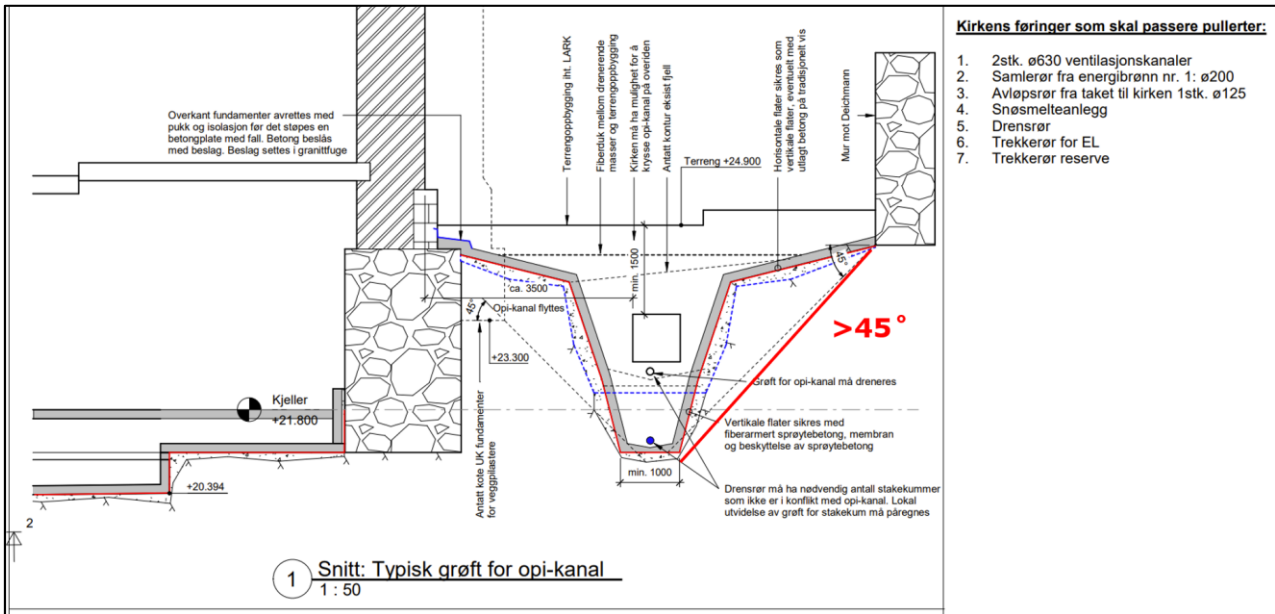 Kirkens føringer som skal passere pullerter:
1. 2stk. ø630 ventilasjonskanaler
2. Samlerør fra energibrønn nr. 1: ø200
3. Avløpsrør fra taket til kirken 1stk. ø125
4. Snøsmelteanlegg
5. Drensrør
6. Trekkerør for EL
7. Trekkerør reserve
Overkant fundamenter avrettes med
pukk og isolasjon før det støpes en
betongplate med fall. Betong beslås
med beslag. Beslag settes i granittfuge
Terrengoppbygging iht. LARK
Fiberduk mellom drenerende
masser og terrengoppbygging
Kirken må ha mulighet for å
krysse opi-kanal på overiden
Antatt kontur eksist fjell
Terreng +24.900
Horisontale flater sikres som
vertikale flater, eventuelt med
utlagt betong på tradsjonelt vis
Mur mot Deichmann
min. 1500
ca. 3500
45°
Opi-kanal flyttes
45°
>45°
+23.300
Grøft for opi-kanal må dreneres
Kjeller
+21.800
Vertikale flater sikres med
fiberarmert sprøytebetong, membran
og beskyttelse av sprøytebetong
min. 1000
Antatt kote UK fundamenter
for veggpilastere
Drensrør må ha nødvendig antall stakekummer
som ikke er i konflikt med opi-kanal. Lokal
utvidelse av grøft for stakekum må påregnes
+20.394
2
1 Snitt: Typisk grøft for opi-kanal
1 : 50